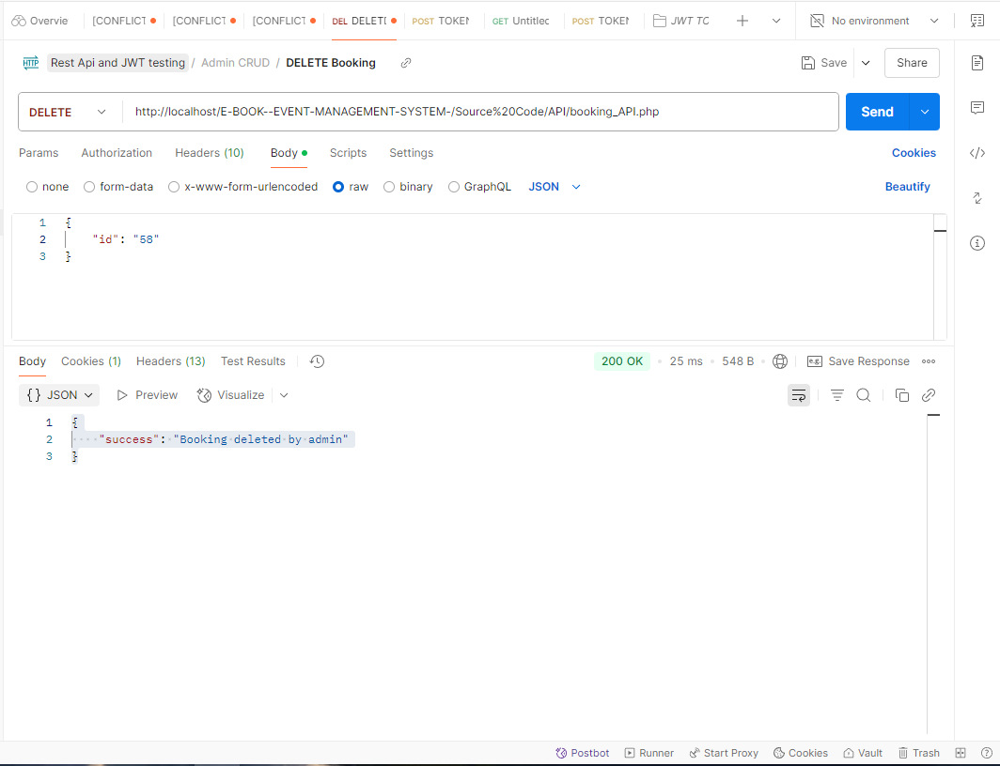 Overvie [CONFLICT [CONFLICT [CONFLICT DEL DELETE POST TOKEN GET Untitlec POST TOKEN JWT TC No environment
HTTP Rest Api and JWT testing / Admin CRUD / DELETE Booking Save Share
DELETE http://localhost/E-BOOK--EVENT-MANAGEMENT-SYSTEM-/Source%20Code/API/booking_API.php Send
Params Authorization Headers (10) Body Scripts Settings Cookies
none form-data x-www-form-urlencoded raw binary GraphQL JSON Beautify
1 {
2 "id": "58"
3 }
Body Cookies (1) Headers (13) Test Results 200 OK 25 ms 548 B e.g. Save Response
{} JSON Preview Visualize
1 {
2 "success": "Booking deleted by admin"
3 }
Postbot Runner Start Proxy Cookies Vault Trash